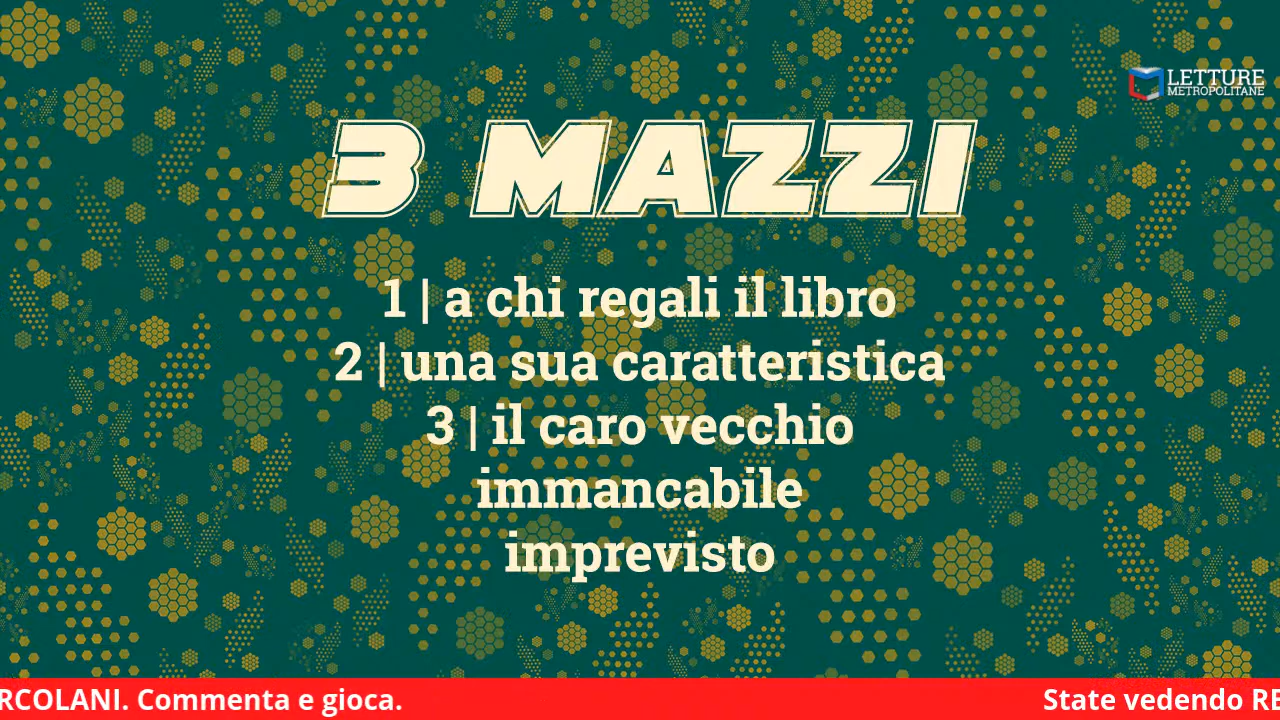 LETTURE
METROPOLITANE
3 MAZZI
1 | a chi regali il libro
2 | una sua caratteristica
3 | il caro vecchio
immancabile
imprevisto
RCOLANI. Commenta e gioca. State vedendo RE